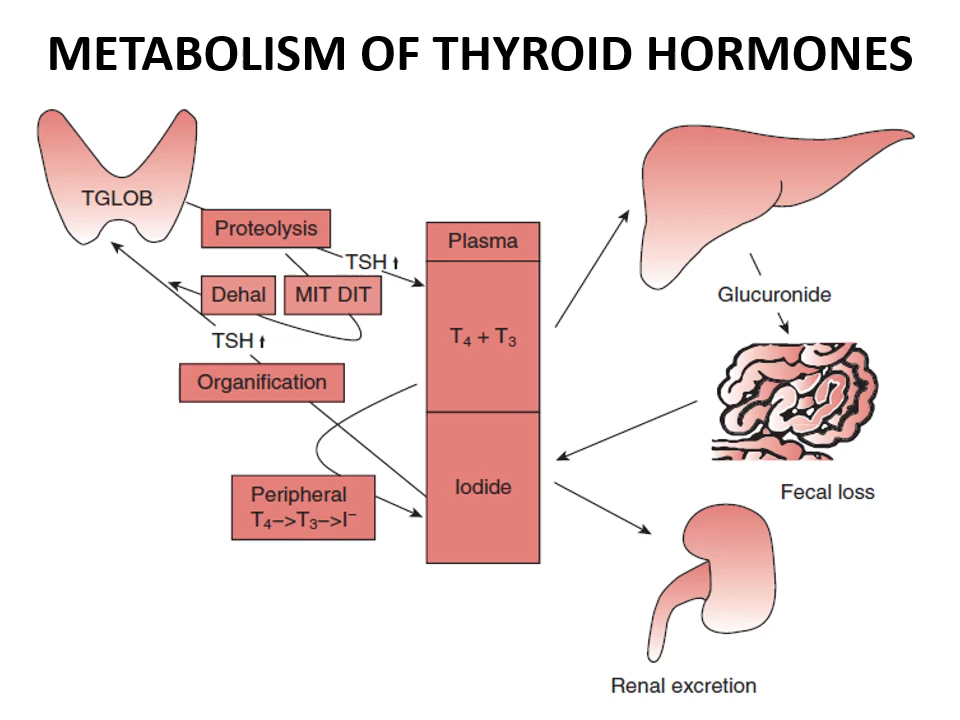 METABOLISM OF THYROID HORMONES
TGLOB
Proteolysis
TSH ⬆
Dehal
MIT DIT
TSH ⬆
Organification
Peripheral
T₄–>T₃–>I⁻
Plasma
T₄ + T₃
Iodide
Glucuronide
Fecal loss
Renal excretion